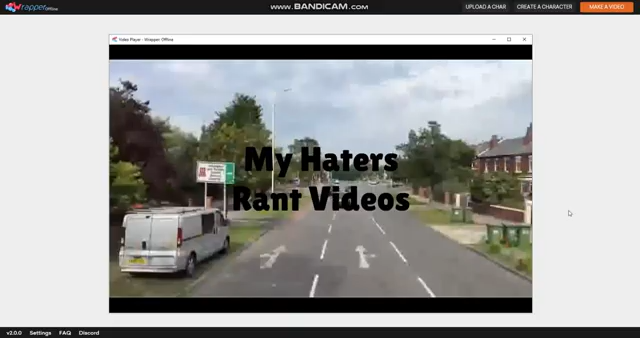 WWW.BANDICAM.COM
Wrapper Offline
UPLOAD A CHAR
CREATE A CHARACTER
MAKE A VIDEO
Video Player - Wrapper Offline
My Haters
Rant Videos
v2.0.0
Settings
FAQ
Discord